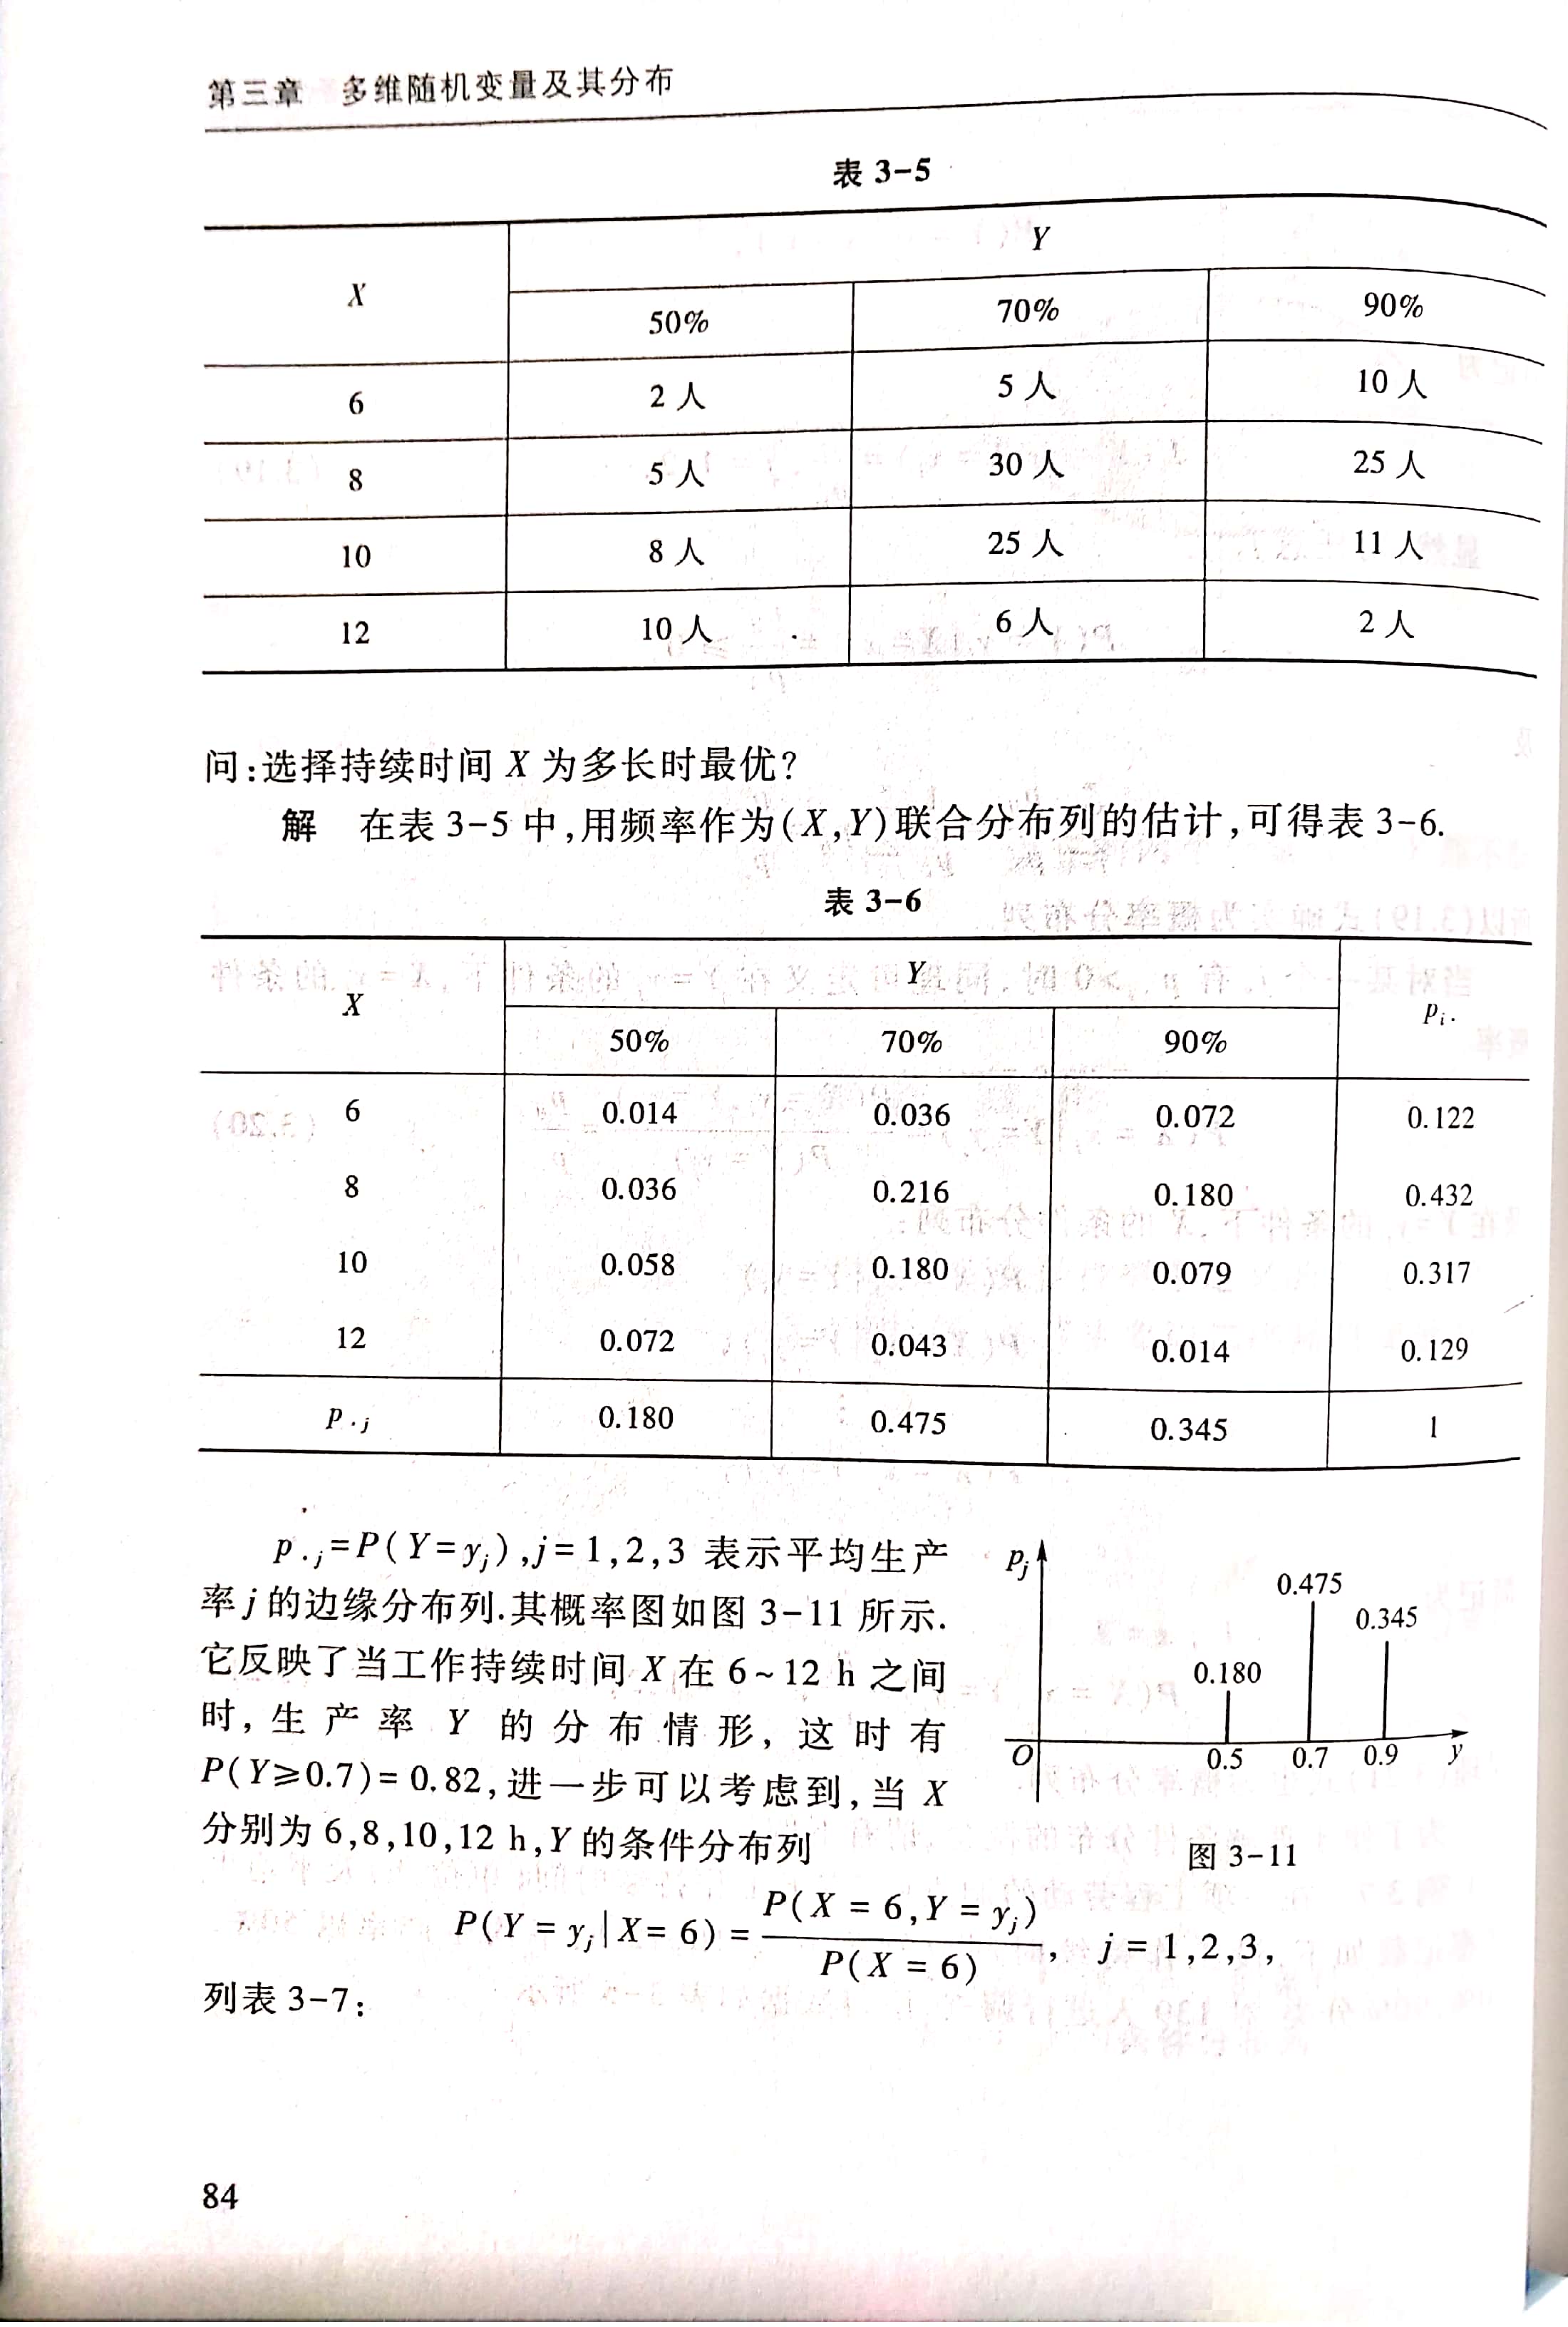 第三章 多维随机变量及其分布
表 3-5
X Y
50% 70% 90%
6 2 人 5 人 10 人
8 5 人 30 人 25 人
10 8 人 25 人 11 人
12 10 人 6 人 2 人
问:选择持续时间 X 为多长时最优?
解 在表 3-5 中,用频率作为(X,Y)联合分布列的估计,可得表 3-6.
表 3-6
X Y p_{i·}
50% 70% 90%
6 0.014 0.036 0.072 0.122
8 0.036 0.216 0.180 0.432
10 0.058 0.180 0.079 0.317
12 0.072 0.043 0.014 0.129
p_{·j} 0.180 0.475 0.345 1
p_{·j}=P(Y=y_j),j=1,2,3 表示平均生产
率 j 的边缘分布列.其概率图如图 3-11 所示.
它反映了当工作持续时间 X 在 6~12 h 之间
时,生产率 Y 的分布情形,这时有
P(Y≥0.7)=0.82,进一步可以考虑到,当 X
分别为 6,8,10,12 h,Y 的条件分布列
p_j
0.475
0.345
0.180
O 0.5 0.7 0.9 y
图 3-11
P(Y=y_j|X=6)=P(X=6,Y=y_j)/P(X=6), j=1,2,3,
列表 3-7:
84